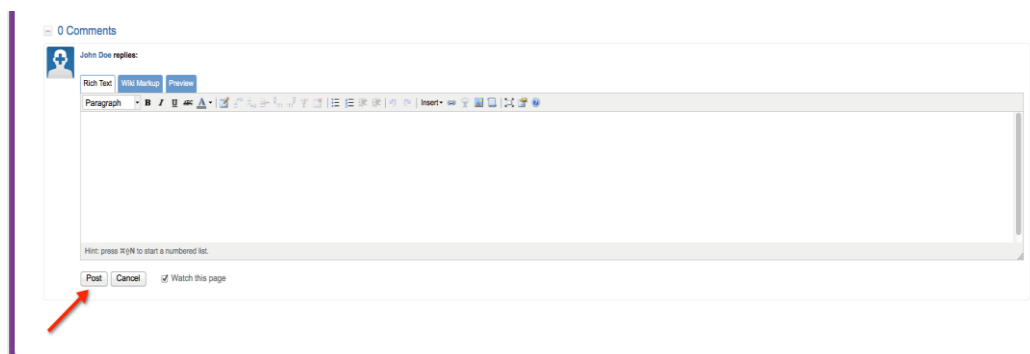 0 Comments
John Doe replies:
Rich Text Wiki Markup Preview
Paragraph B I U ABC A Insert
Hint: press ⌘⇧N to start a numbered list.
Post Cancel Watch this page